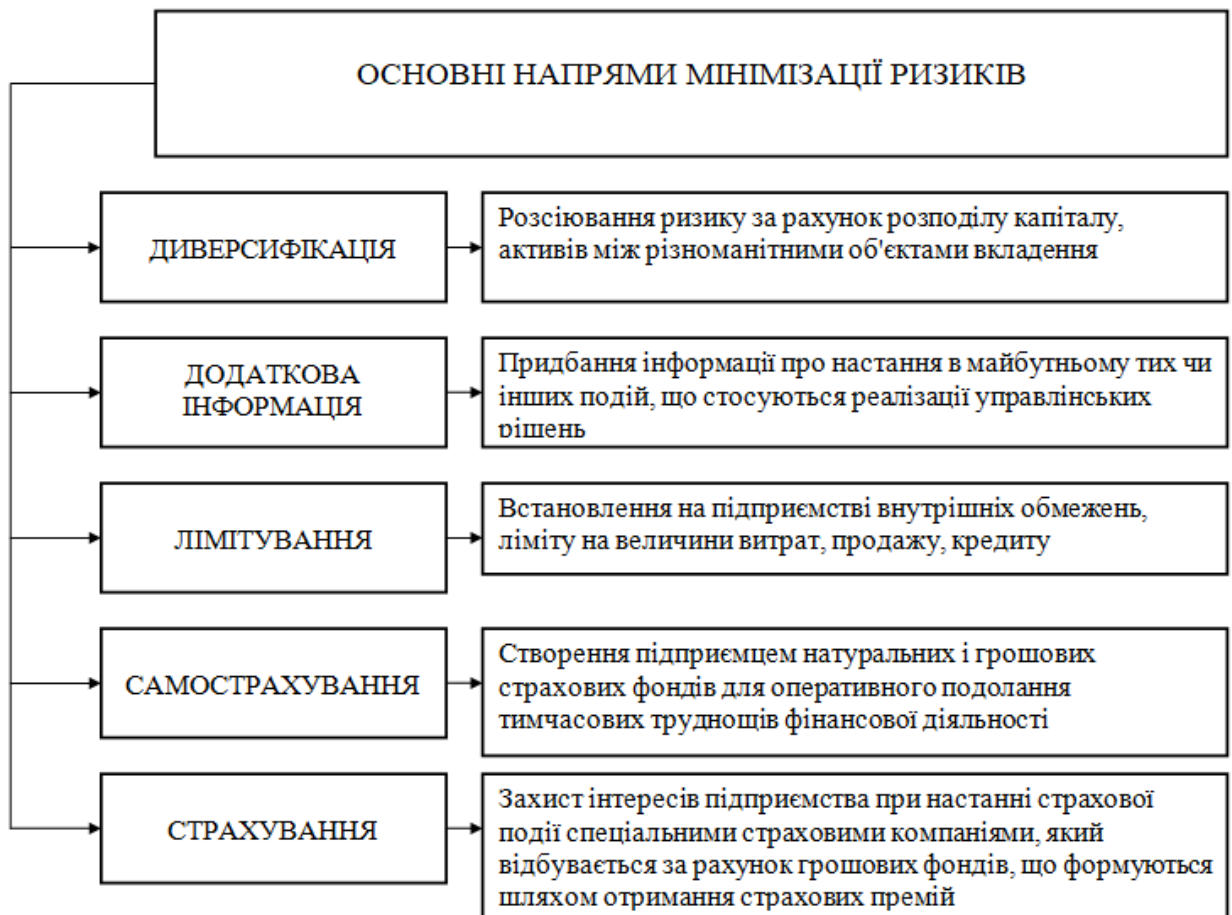 ОСНОВНІ НАПРЯМИ МІНІМІЗАЦІЇ РИЗИКІВ
ДИВЕРСИФІКАЦІЯ
Розсіювання ризику за рахунок розподілу капіталу,
активів між різноманітними об'єктами вкладення
ДОДАТКОВА
ІНФОРМАЦІЯ
Придбання інформації про настання в майбутньому тих чи
інших подій, що стосуються реалізації управлінських
рішень
ЛІМІТУВАННЯ
Встановлення на підприємстві внутрішніх обмежень,
ліміту на величини витрат, продажу, кредиту
САМОСТРАХУВАННЯ
Створення підприємцем натуральних і грошових
страхових фондів для оперативного подолання
тимчасових труднощів фінансової діяльності
СТРАХУВАННЯ
Захист інтересів підприємства при настанні страхової
події спеціальними страховими компаніями, який
відбувається за рахунок грошових фондів, що формуються
шляхом отримання страхових премій